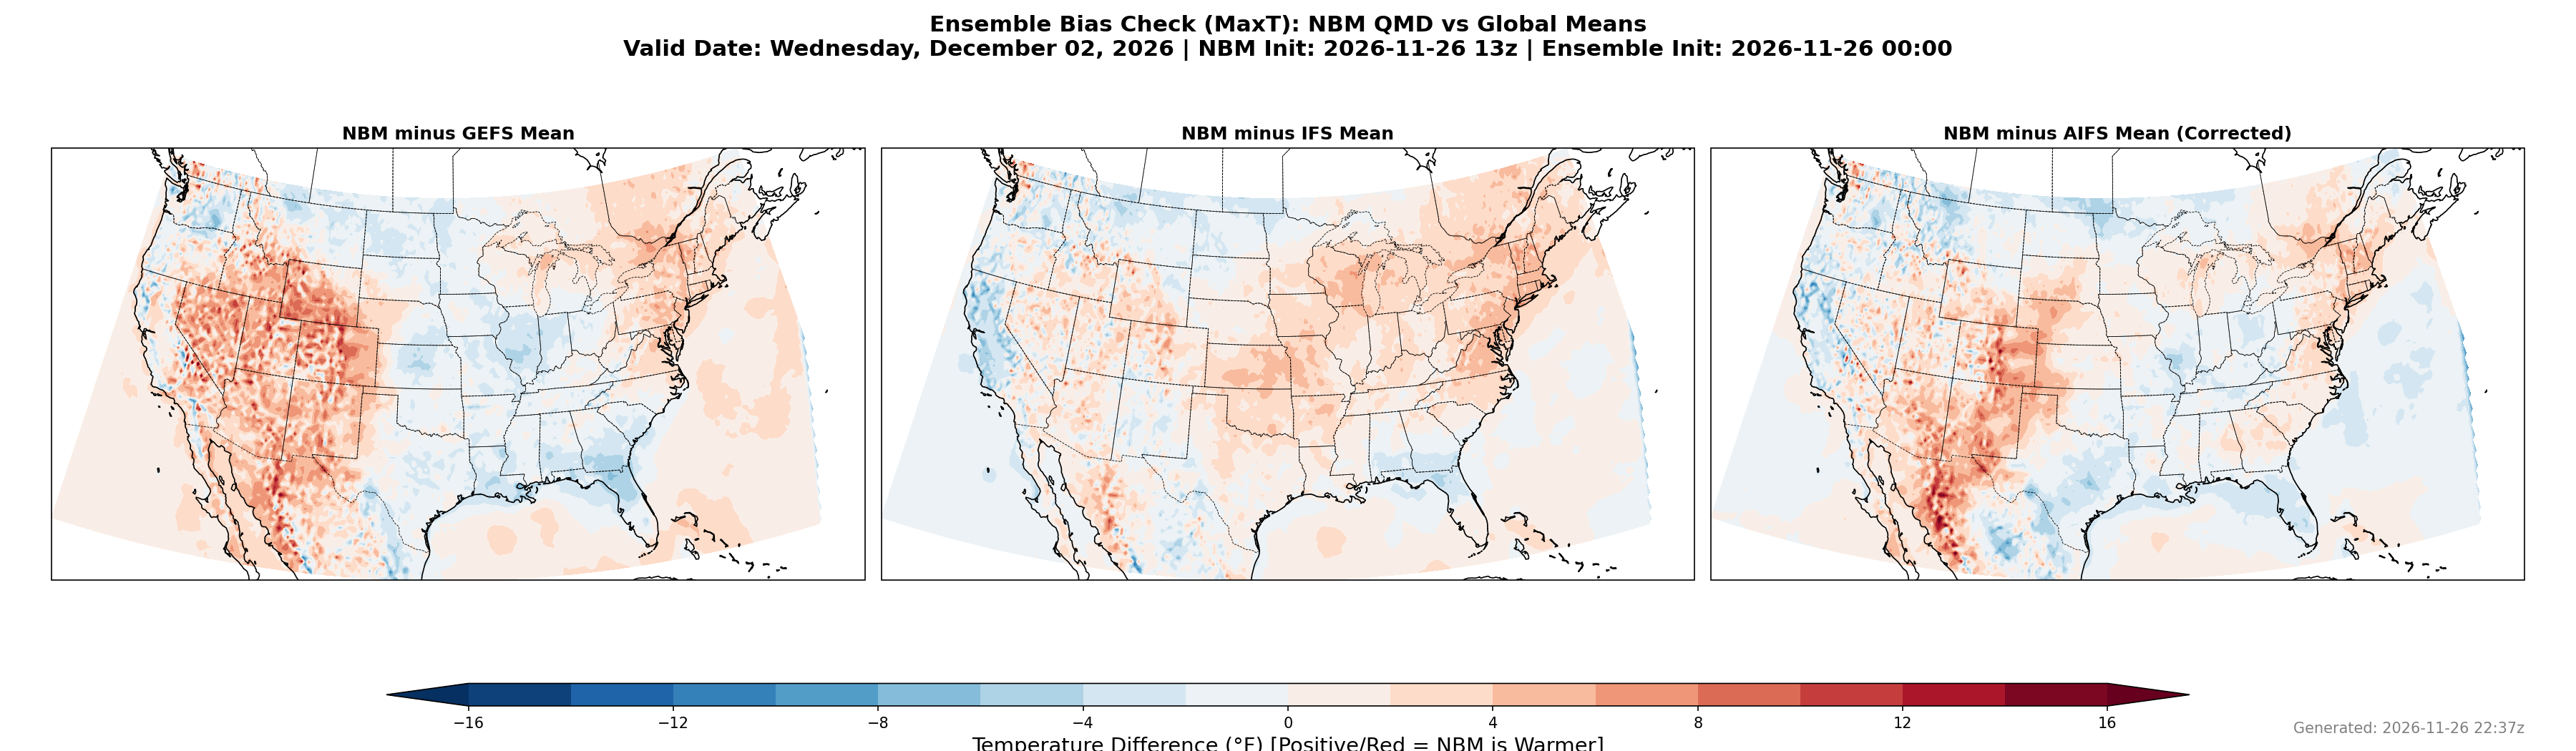 Ensemble Bias Check (MaxT): NBM QMD vs Global Means
Valid Date: Wednesday, December 02, 2026 | NBM Init: 2026-11-26 13z | Ensemble Init: 2026-11-26 00:00
NBM minus GEFS Mean
NBM minus IFS Mean
NBM minus AIFS Mean (Corrected)
−16 −12 −8 −4 0 4 8 12 16
Generated: 2026-11-26 22:37z
Temperature Difference (°F) [Positive/Red = NBM is Warmer]